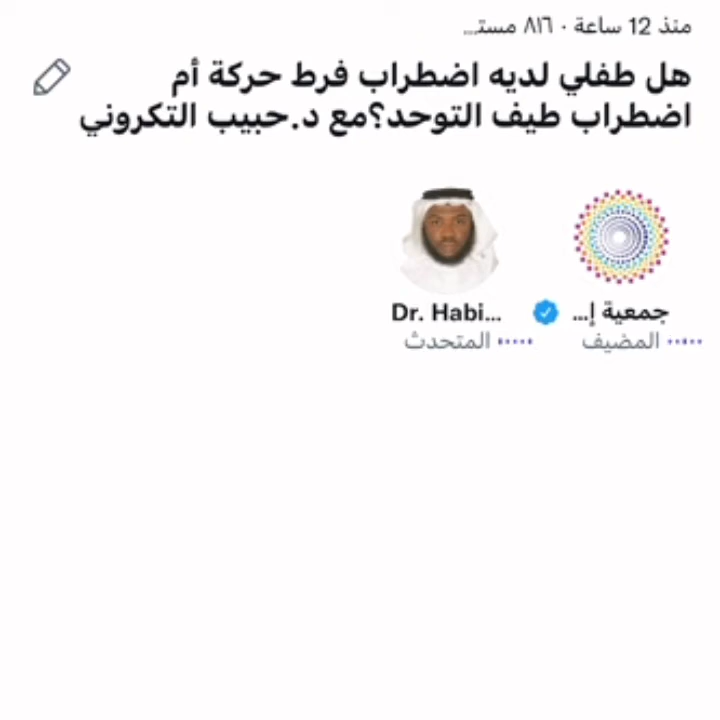 منذ 12 ساعة · ٨١٦ مستـ...
هل طفلي لديه اضطراب فرط حركة أم
اضطراب طيف التوحد؟مع د.حبيب التكروني
جمعية إ...
Dr. Habi...
المضيف
المتحدث